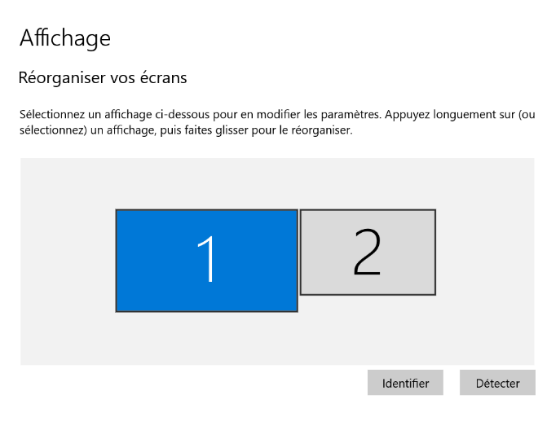 Affichage
Réorganiser vos écrans
Sélectionnez un affichage ci-dessous pour en modifier les paramètres. Appuyez longuement sur (ou
sélectionnez) un affichage, puis faites glisser pour le réorganiser.
1 2
Identifier Détecter